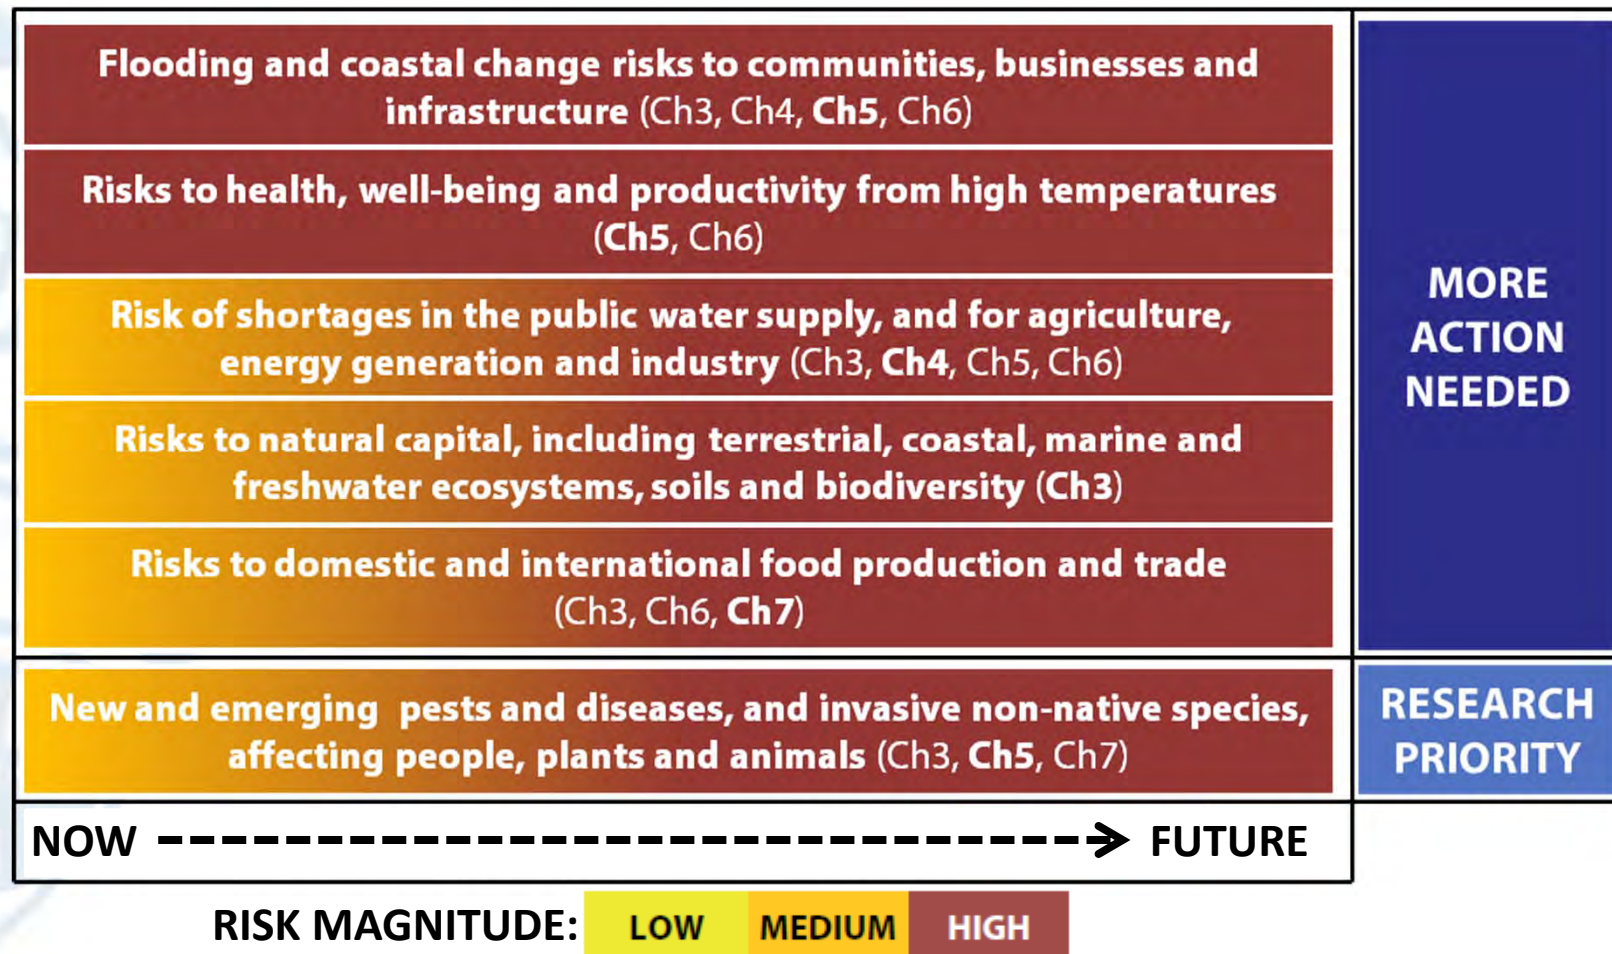 Flooding and coastal change risks to communities, businesses and
infrastructure (Ch3, Ch4, Ch5, Ch6)
Risks to health, well-being and productivity from high temperatures
(Ch5, Ch6)
Risk of shortages in the public water supply, and for agriculture,
energy generation and industry (Ch3, Ch4, Ch5, Ch6)
Risks to natural capital, including terrestrial, coastal, marine and
freshwater ecosystems, soils and biodiversity (Ch3)
Risks to domestic and international food production and trade
(Ch3, Ch6, Ch7)
MORE
ACTION
NEEDED
New and emerging pests and diseases, and invasive non-native species,
affecting people, plants and animals (Ch3, Ch5, Ch7)
RESEARCH
PRIORITY
NOW FUTURE
RISK MAGNITUDE: LOW MEDIUM HIGH